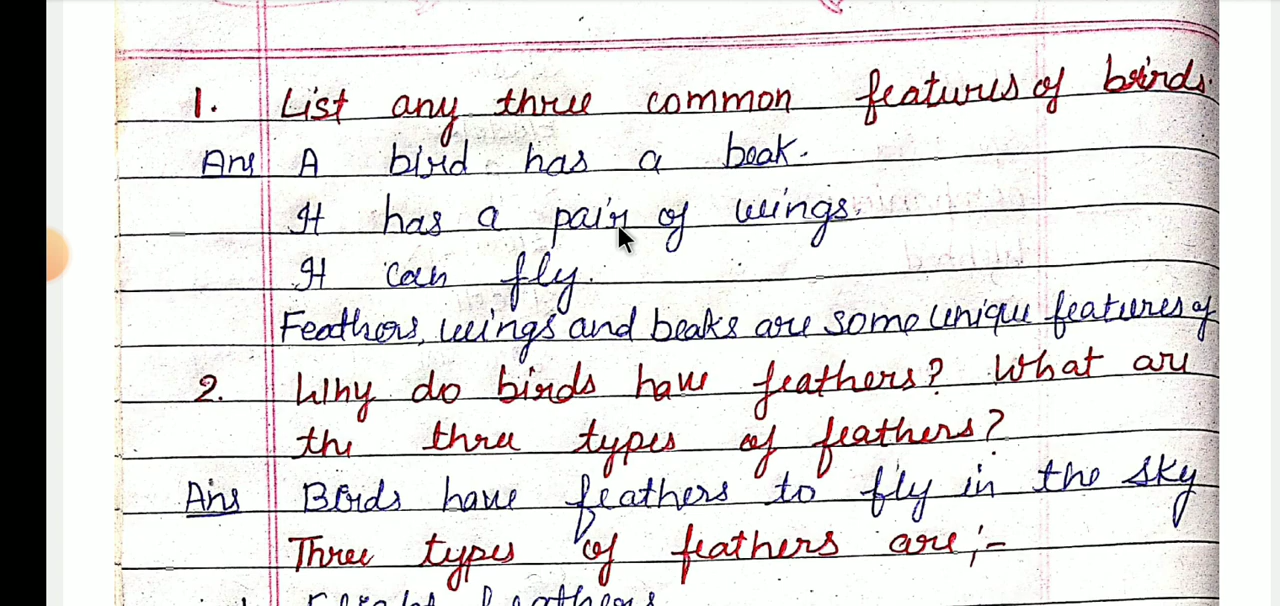 1. List any three common features of beirds.
Ans A bird has a beak.
It has a pair of wings.
It can fly.
Feathers, wings and beaks are some unique features of
2. Why do birds have feathers? What are
the three types of feathers?
Ans Birds have feathers to fly in the sky
Three types of feathers are;-
feathers